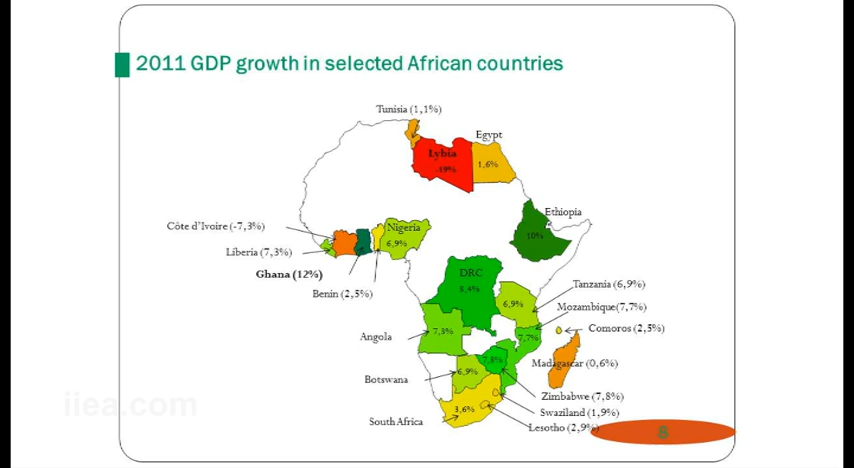 2011 GDP growth in selected African countries
Tunisia (1,1%)
Egypt
Lybia
-19%
1,6%
Ethiopia
10%
Côte d'Ivoire (-7,3%)
Nigeria
6,9%
Liberia (7,3%)
Ghana (12%)
Benin (2,5%)
DRC
8,4%
Tanzania (6,9%)
6,9%
Mozambique(7,7%)
7,7%
Comoros (2,5%)
Angola
7,3%
Madagascar (0,6%)
7,8%
Botswana
6,9%
Zimbabwe (7,8%)
Swaziland (1,9%)
South Africa
3,6%
Lesotho (2,9%)
8
iiea.com